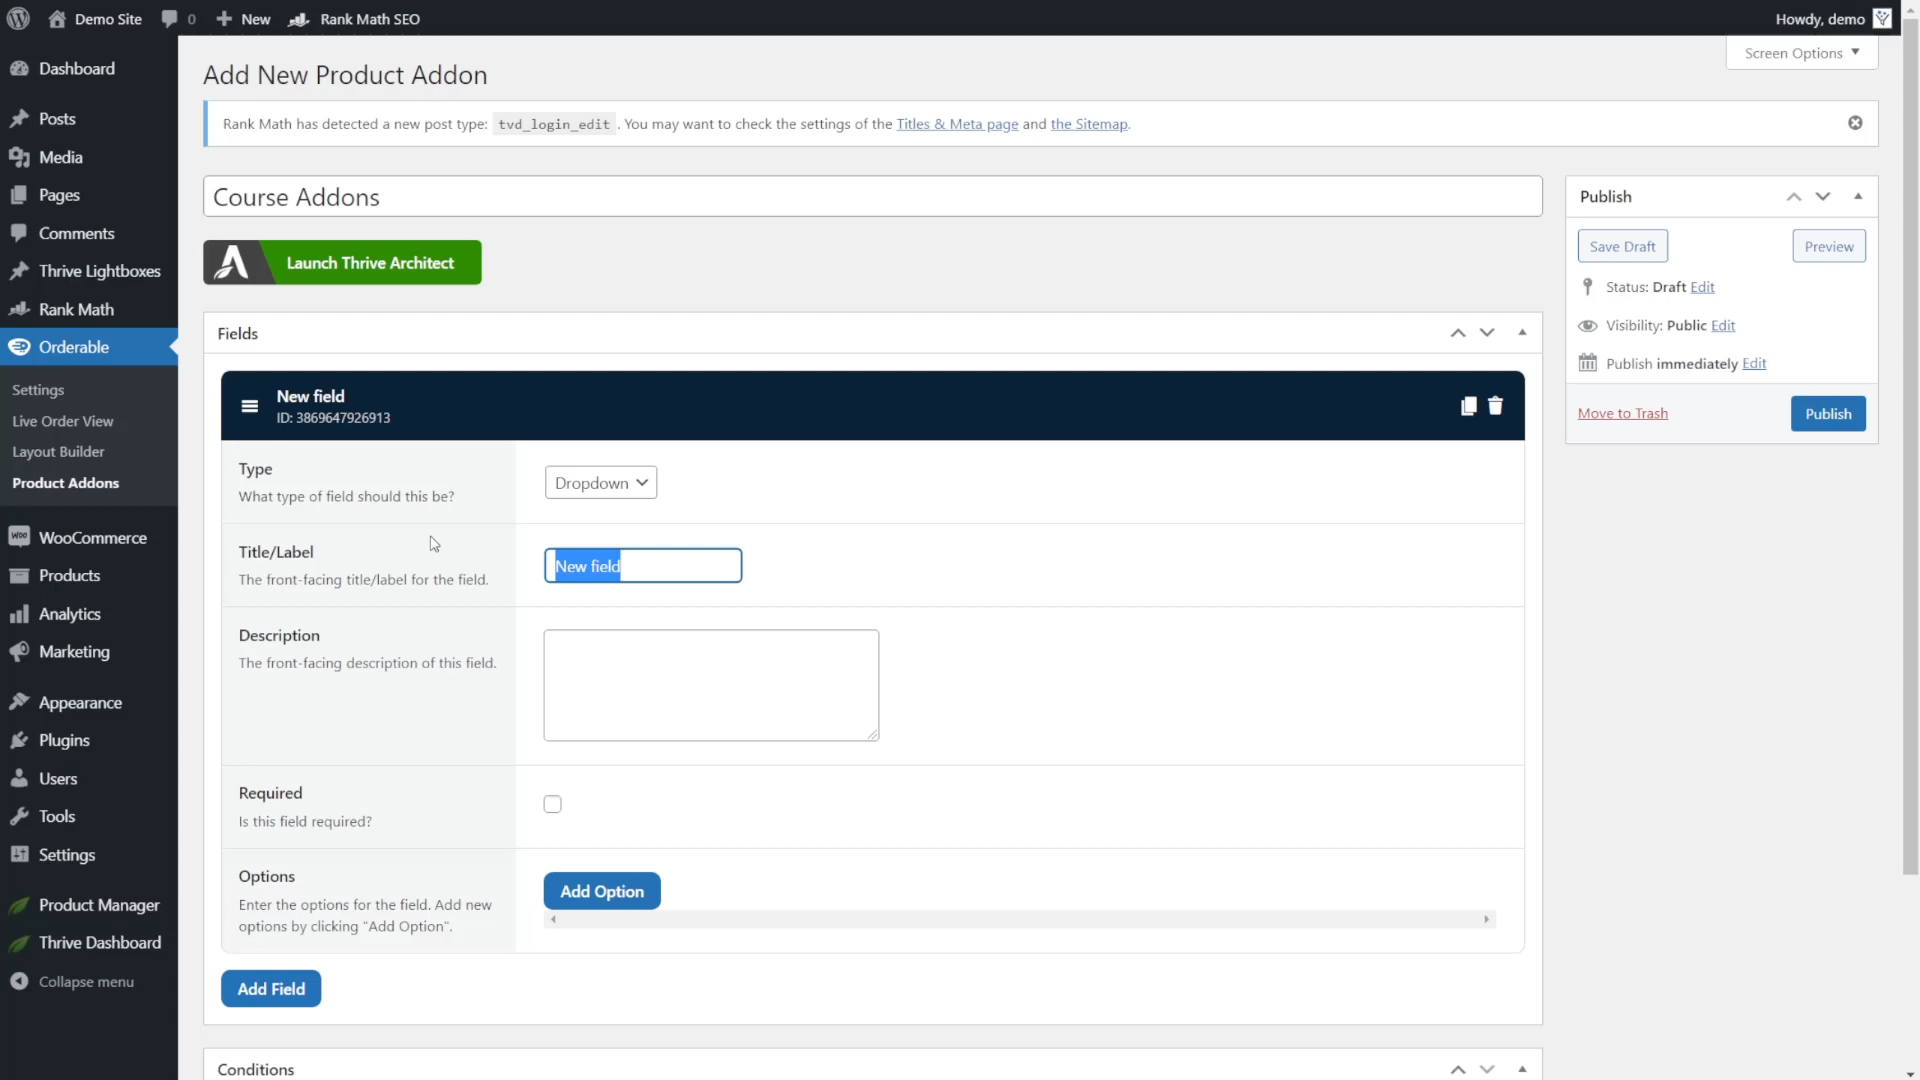 Demo Site
0
New
Rank Math SEO
Howdy, demo
Dashboard
Posts
Media
Pages
Comments
Thrive Lightboxes
Rank Math
Orderable
Settings
Live Order View
Layout Builder
Product Addons
WOO WooCommerce
Products
Analytics
Marketing
Appearance
Plugins
Users
Tools
Settings
Product Manager
Thrive Dashboard
Collapse menu
Screen Options
Add New Product Addon
Rank Math has detected a new post type: tvd_login_edit . You may want to check the settings of the Titles & Meta page and the Sitemap.
Course Addons
Launch Thrive Architect
Fields
New field
ID: 3869647926913
Type
What type of field should this be?
Dropdown
Title/Label
The front-facing title/label for the field.
New field
Description
The front-facing description of this field.
Required
Is this field required?
Options
Enter the options for the field. Add new
options by clicking "Add Option".
Add Option
Add Field
Conditions
Publish
Save Draft
Preview
Status: Draft Edit
Visibility: Public Edit
Publish immediately Edit
Move to Trash
Publish